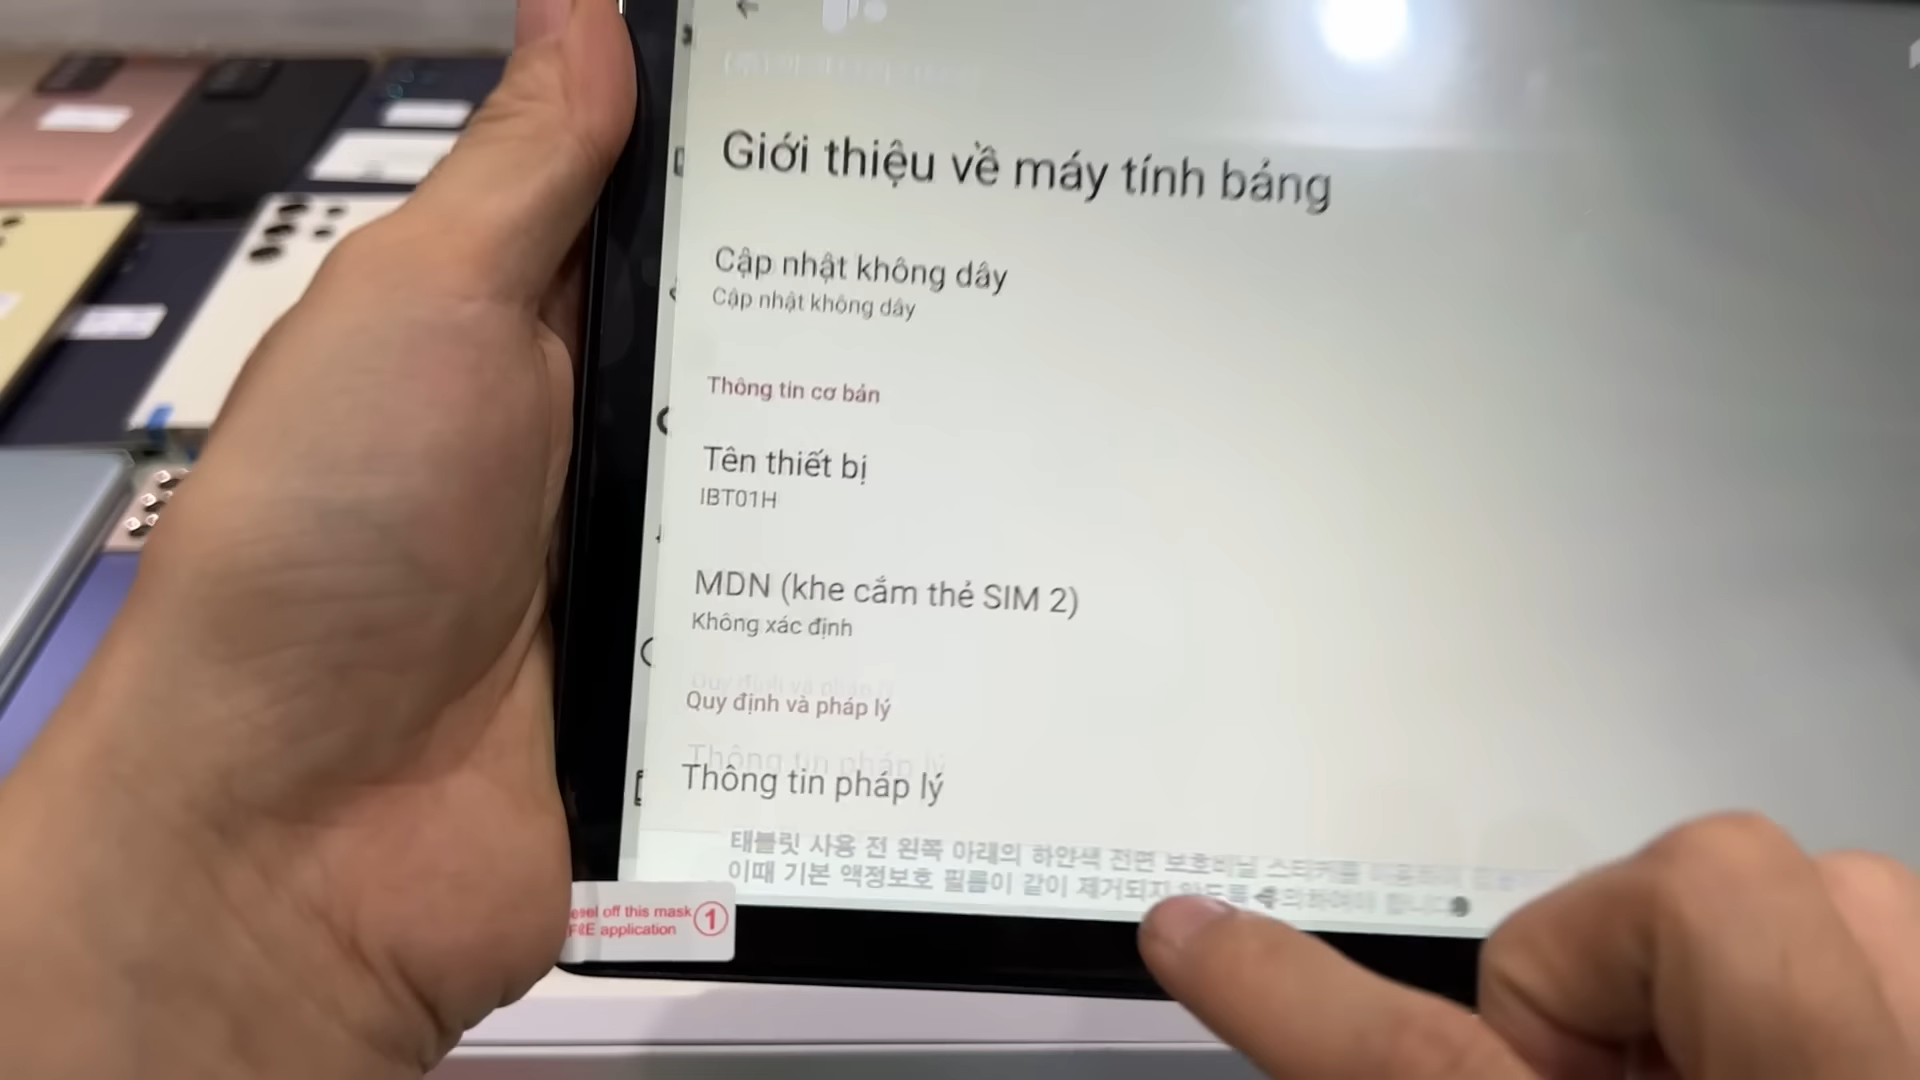 Giới thiệu về máy tính bảng
Cập nhật không dây
Cập nhật không dây
Thông tin cơ bản
Tên thiết bị
IBT01H
MDN (khe cắm thẻ SIM 2)
Không xác định
Quy định và pháp lý
Thông tin pháp lý
태블릿 사용 전 왼쪽 아래의 하얀색 전면 보호비닐 스티커를
이때 기본 액정보호 필름이 같이 제거되지 않도록
off this mask
application
1